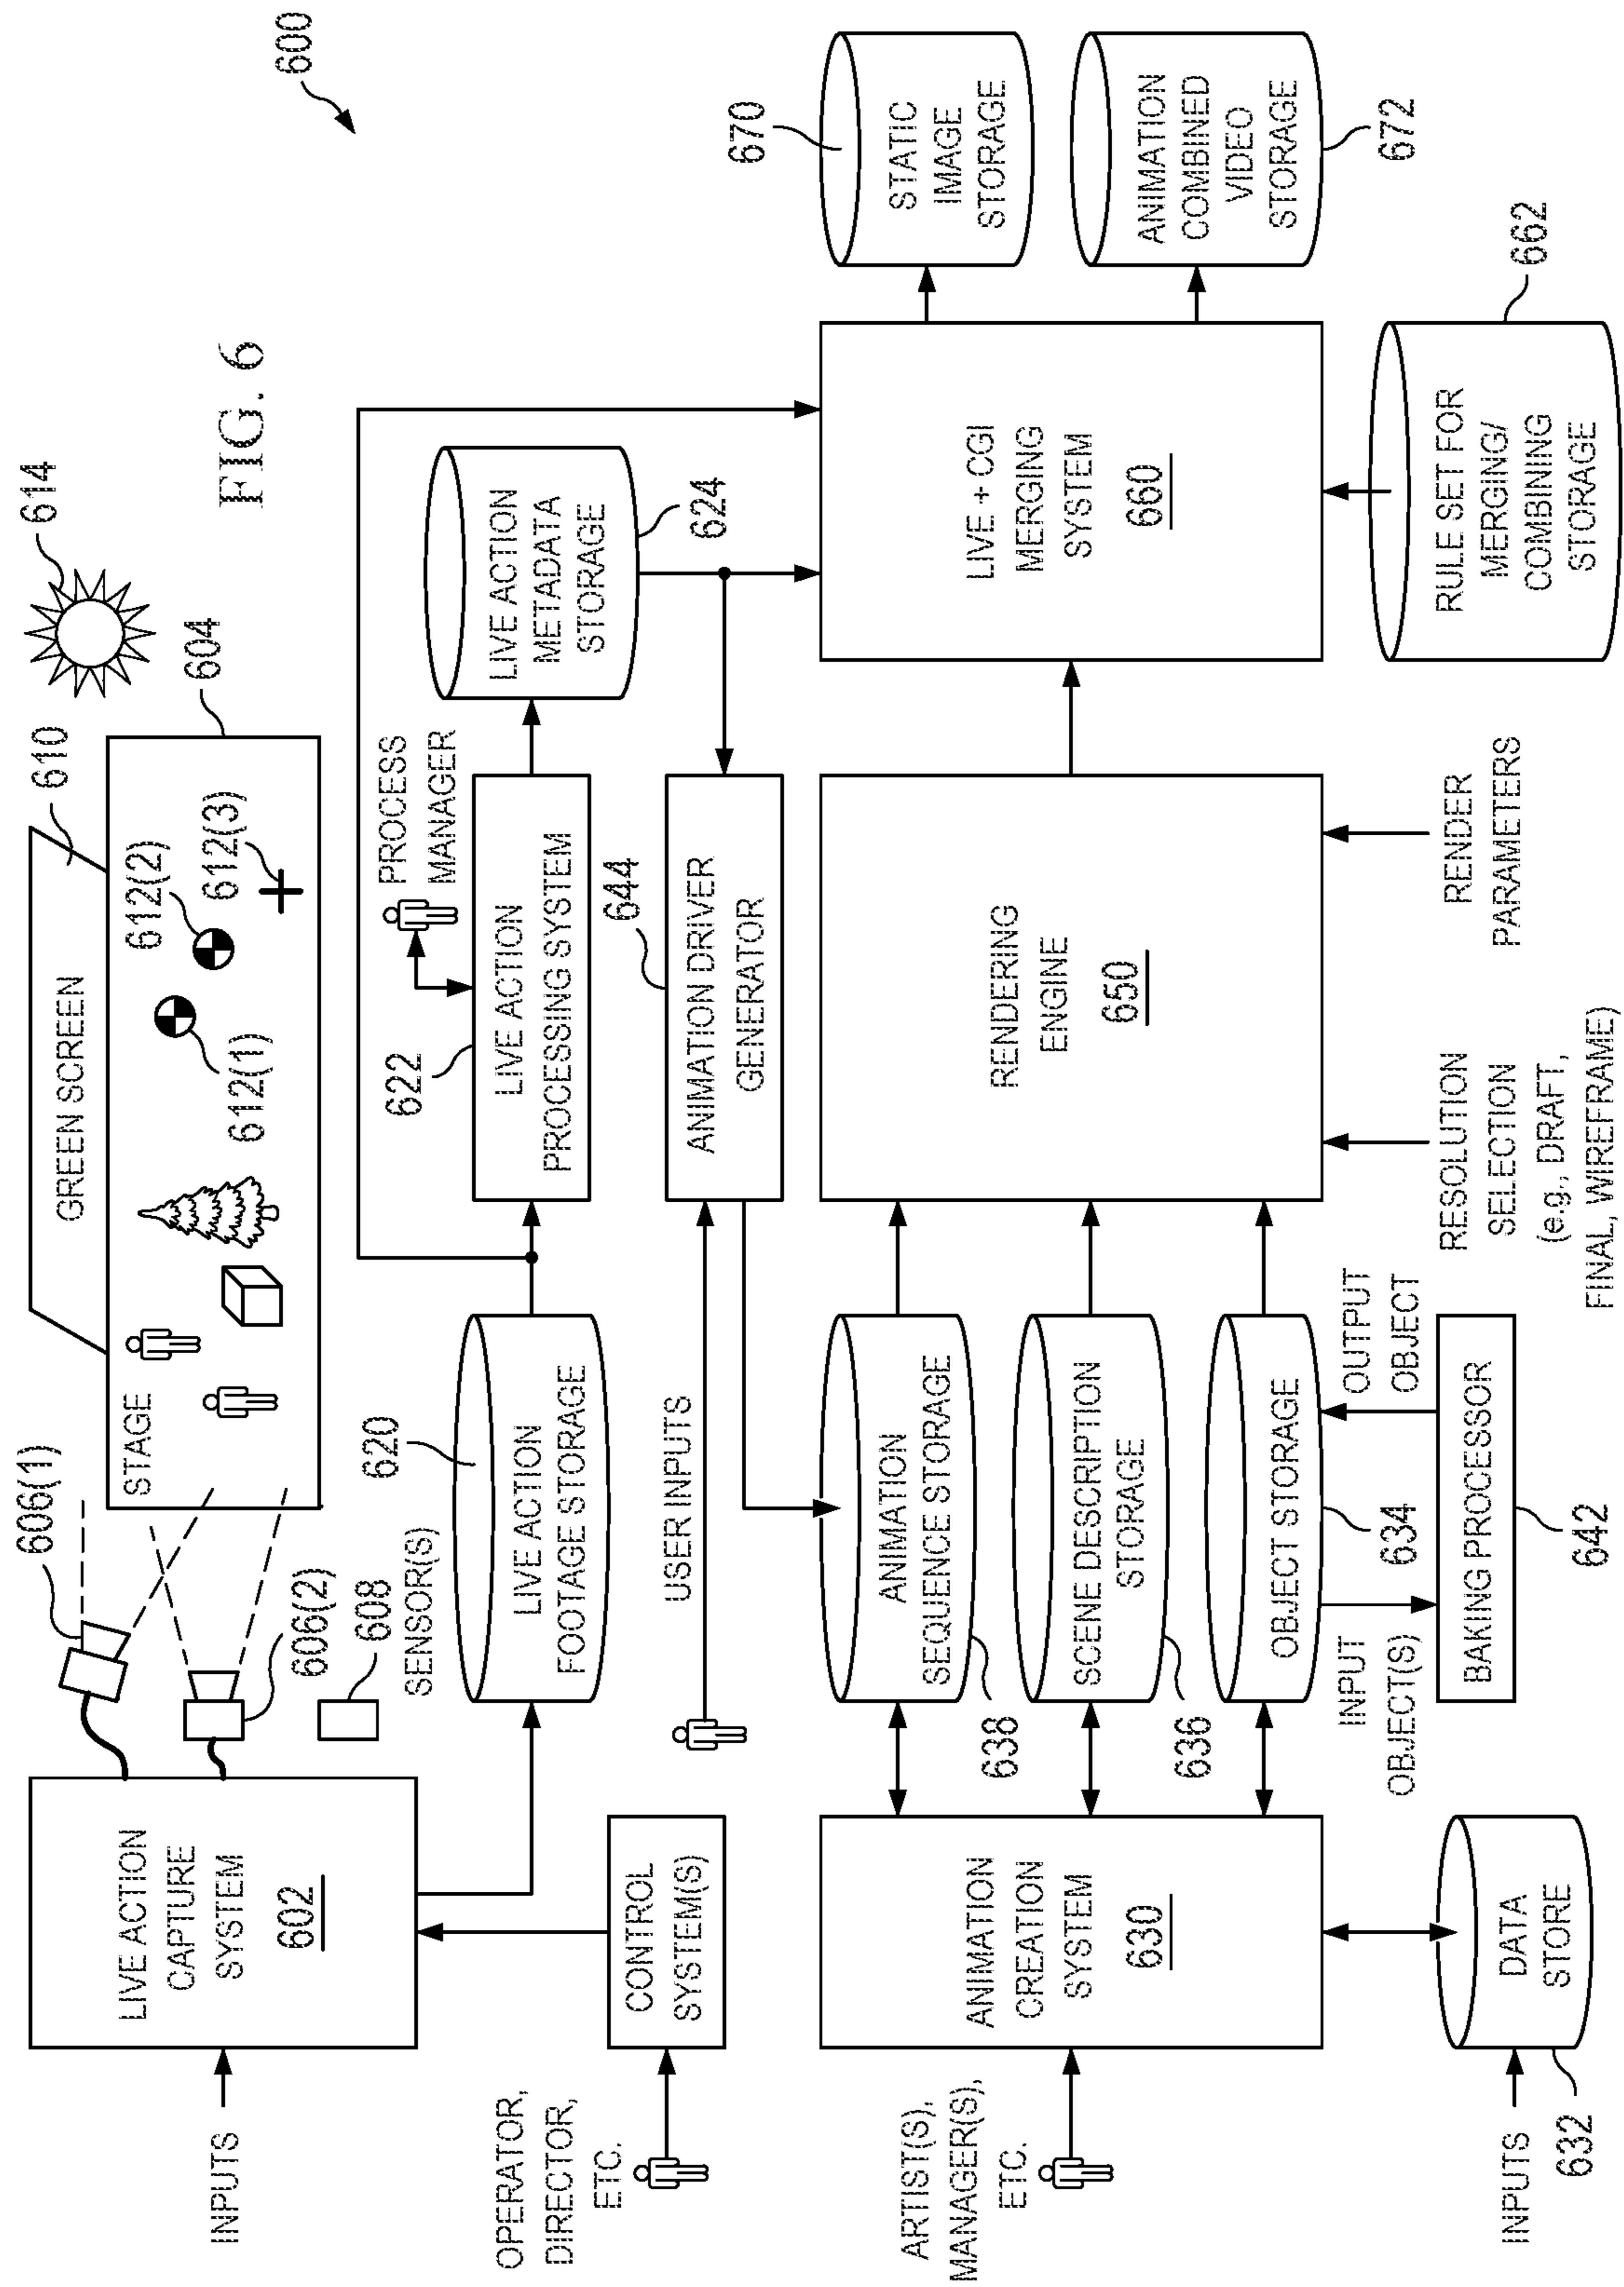 600
FIG. 6
LIVE ACTION
CAPTURE
SYSTEM
602
INPUTS
606(1)
606(2)
608
SENSOR(S)
STAGE
GREEN SCREEN
610
604
614
612(1)
612(2)
612(3)
OPERATOR,
DIRECTOR,
ETC.
CONTROL
SYSTEM(S)
620
LIVE ACTION
FOOTAGE STORAGE
622
LIVE ACTION
PROCESSING SYSTEM
PROCESS
MANAGER
LIVE ACTION
METADATA
STORAGE
624
USER INPUTS
644
ANIMATION DRIVER
GENERATOR
ARTIST(S),
MANAGER(S),
ETC.
ANIMATION
CREATION
SYSTEM
630
ANIMATION
SEQUENCE STORAGE
638
SCENE DESCRIPTION
STORAGE
636
OBJECT STORAGE
634
RENDERING
ENGINE
650
LIVE + CGI
MERGING
SYSTEM
660
670
STATIC
IMAGE
STORAGE
ANIMATION
COMBINED
VIDEO
STORAGE
672
INPUTS
632
DATA
STORE
INPUT
OBJECT(S)
OUTPUT
OBJECT
BAKING PROCESSOR
642
RESOLUTION
SELECTION
(e.g., DRAFT,
FINAL, WIREFRAME)
RENDER
PARAMETERS
RULE SET FOR
MERGING/
COMBINING
STORAGE
662